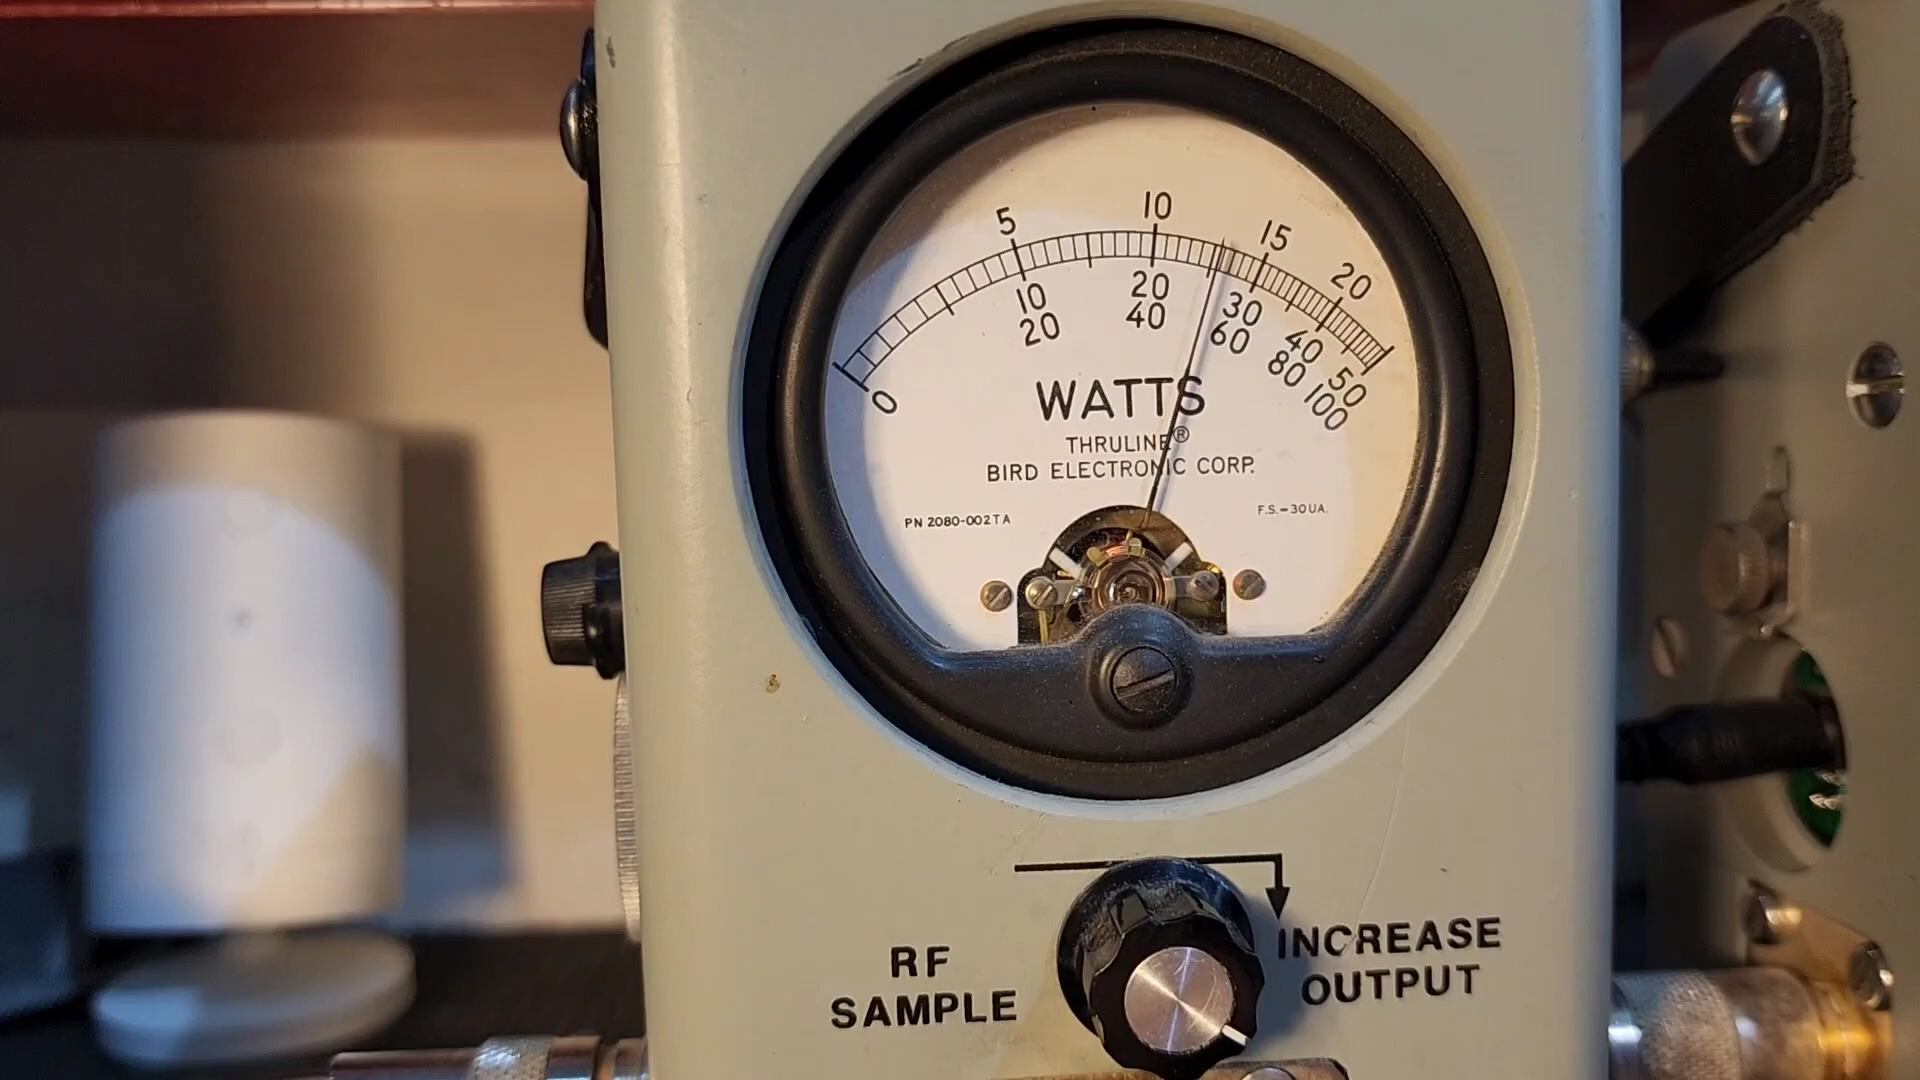 5 10 15 20
0 10 20 30 40 50
20 40 60 80 100
WATTS
THRULINE®
BIRD ELECTRONIC CORP.
PN 2080-002TA
F.S.=30UA.
RF
SAMPLE
INCREASE
OUTPUT